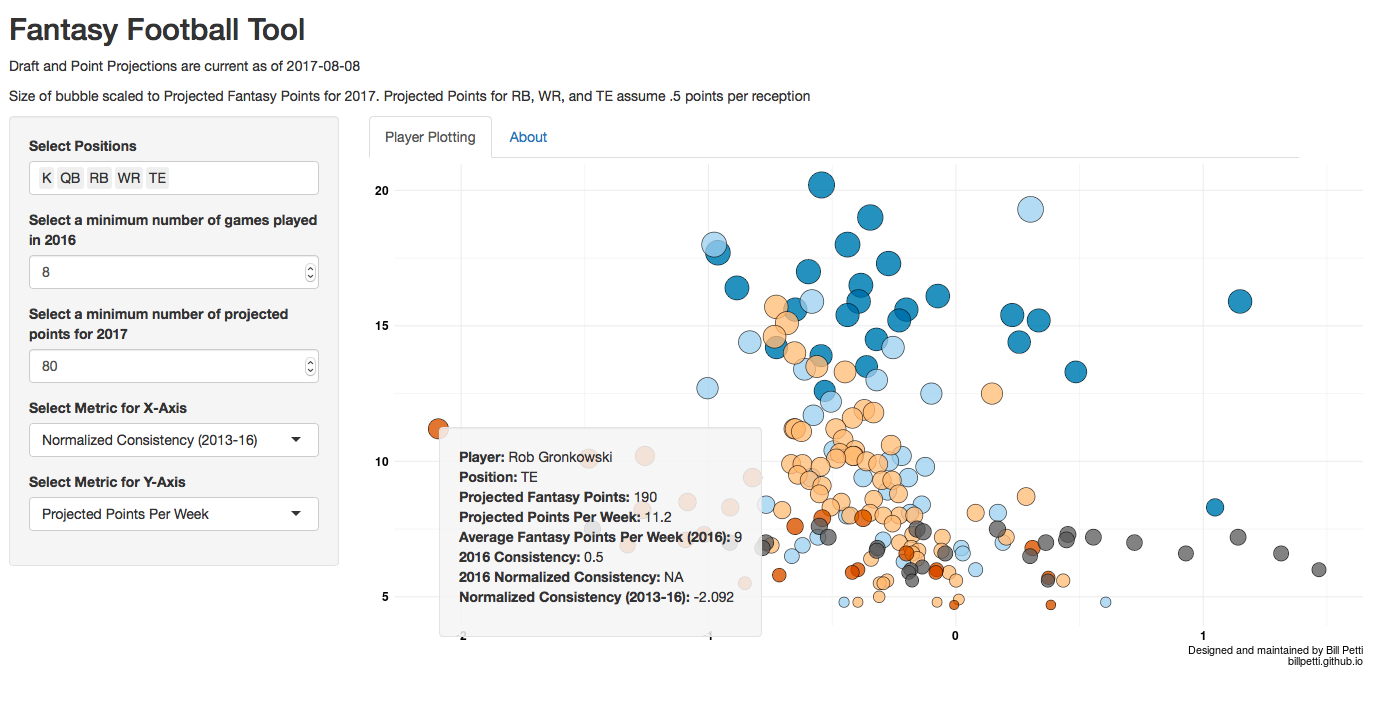 Fantasy Football Tool
Draft and Point Projections are current as of 2017-08-08
Size of bubble scaled to Projected Fantasy Points for 2017. Projected Points for RB, WR, and TE assume .5 points per reception
Select Positions
K QB RB WR TE
Select a minimum number of games played
in 2016
8
Select a minimum number of projected
points for 2017
80
Select Metric for X-Axis
Normalized Consistency (2013-16)
Select Metric for Y-Axis
Projected Points Per Week
Player Plotting About
20
15
10
5
Player: Rob Gronkowski
Position: TE
Projected Fantasy Points: 190
Projected Points Per Week: 11.2
Average Fantasy Points Per Week (2016): 9
2016 Consistency: 0.5
2016 Normalized Consistency: NA
Normalized Consistency (2013-16): -2.092
-2 -1 0 1
Designed and maintained by Bill Petti
billpetti.github.io